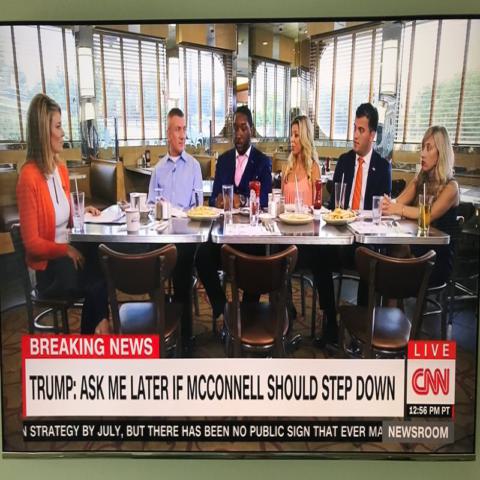 BREAKING NEWS
LIVE
TRUMP: ASK ME LATER IF MCCONNELL SHOULD STEP DOWN
CNN
12:56 PM PT
N STRATEGY BY JULY, BUT THERE HAS BEEN NO PUBLIC SIGN THAT EVER MA
NEWSROOM